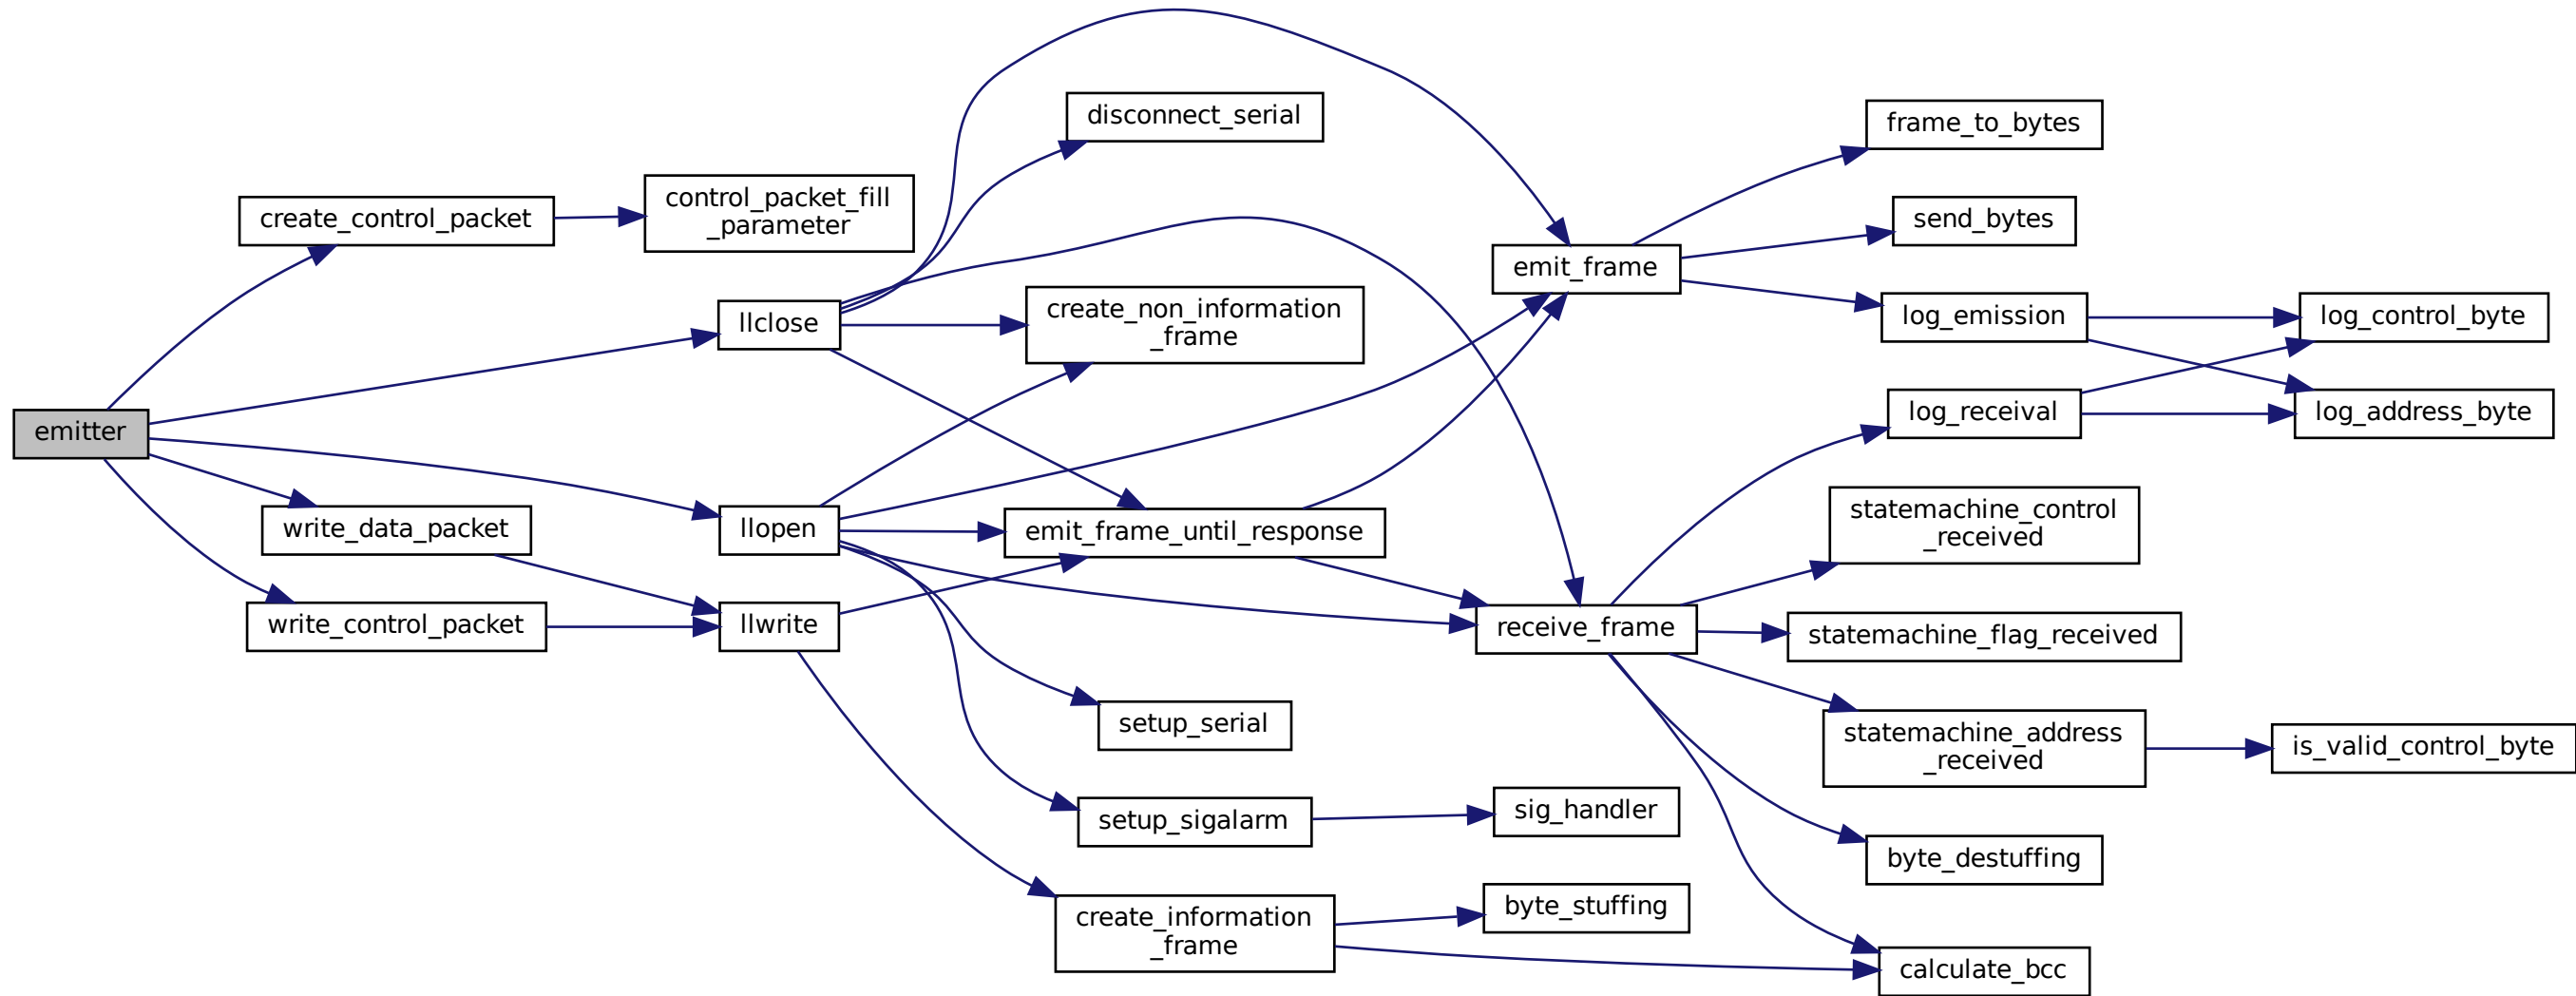 emitter
create_control_packet
write_data_packet
write_control_packet
control_packet_fill
_parameter
llclose
llopen
llwrite
disconnect_serial
create_non_information
_frame
emit_frame_until_response
setup_serial
setup_sigalarm
create_information
_frame
emit_frame
receive_frame
sig_handler
byte_stuffing
frame_to_bytes
send_bytes
log_emission
log_receival
statemachine_control
_received
statemachine_flag_received
statemachine_address
_received
byte_destuffing
calculate_bcc
log_control_byte
log_address_byte
is_valid_control_byte